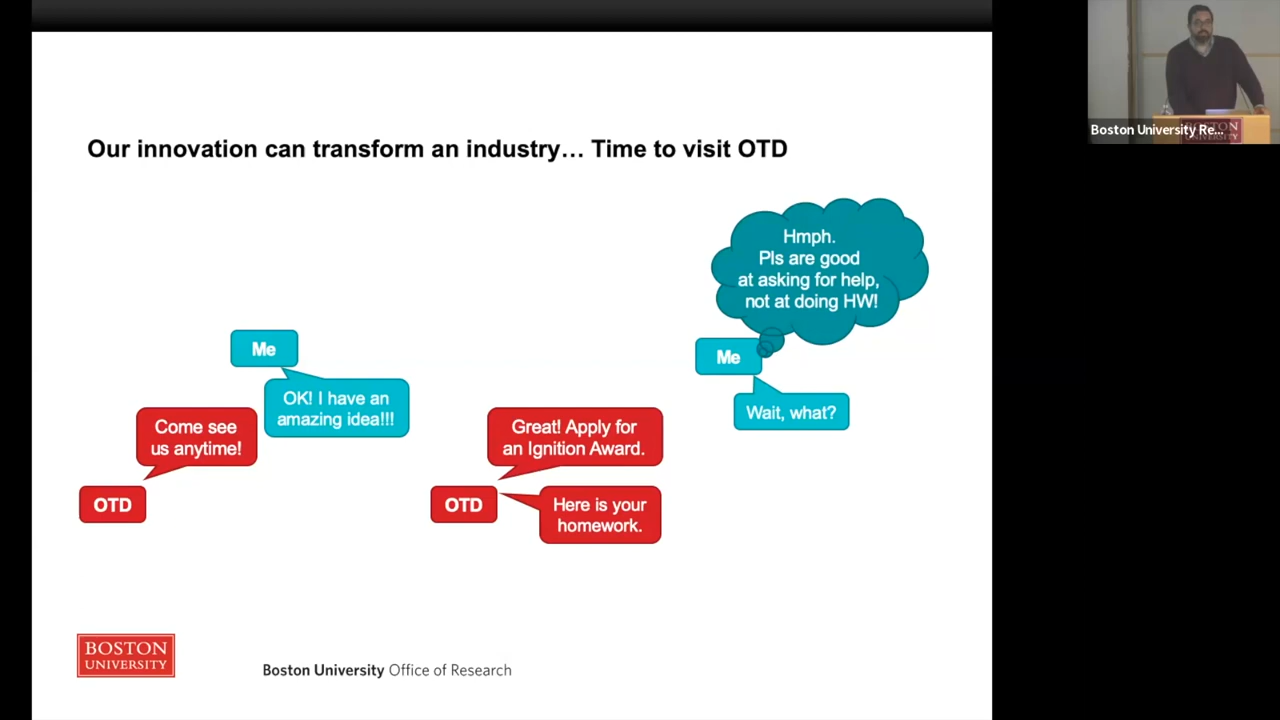 Our innovation can transform an industry… Time to visit OTD
Hmph.
PIs are good
at asking for help,
not at doing HW!
Me
Me
OK! I have an
amazing idea!!!
Wait, what?
Come see
us anytime!
Great! Apply for
an Ignition Award.
OTD
OTD
Here is your
homework.
BOSTON
UNIVERSITY
Boston University Office of Research
Boston University Re...
BOSTON
UNIVERSITY